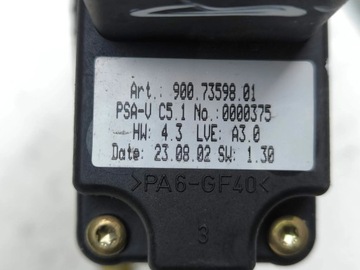 Art.: 900.73598.01
PSA-V C5.1 No.:0000375
HW: 4.3 LVE: A3.0
Date: 23.08.02 SW: 1.30
>PA6-GF40<
3